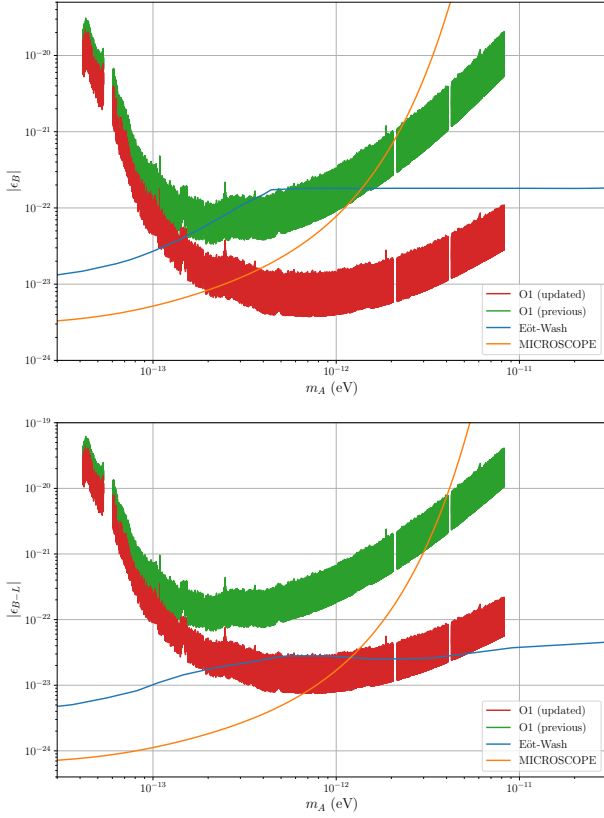 10⁻²⁰
10⁻²¹
10⁻²²
10⁻²³
10⁻²⁴
|ϵ_B|
O1 (updated)
O1 (previous)
Eöt-Wash
MICROSCOPE
10⁻¹³ 10⁻¹² 10⁻¹¹
m_A (eV)
10⁻¹⁹
10⁻²⁰
10⁻²¹
10⁻²²
10⁻²³
10⁻²⁴
|ϵ_{B−L}|
O1 (updated)
O1 (previous)
Eöt-Wash
MICROSCOPE
10⁻¹³ 10⁻¹² 10⁻¹¹
m_A (eV)